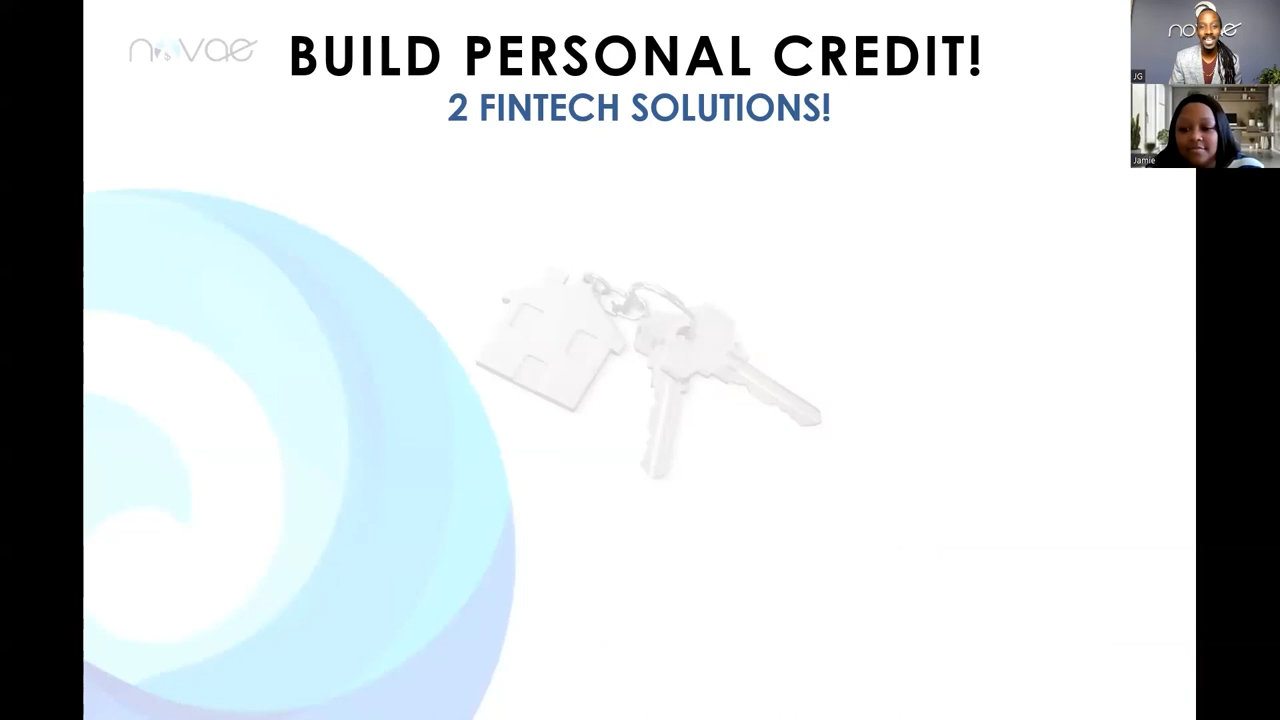 novae
BUILD PERSONAL CREDIT!
2 FINTECH SOLUTIONS!
novae
JG
Jamie